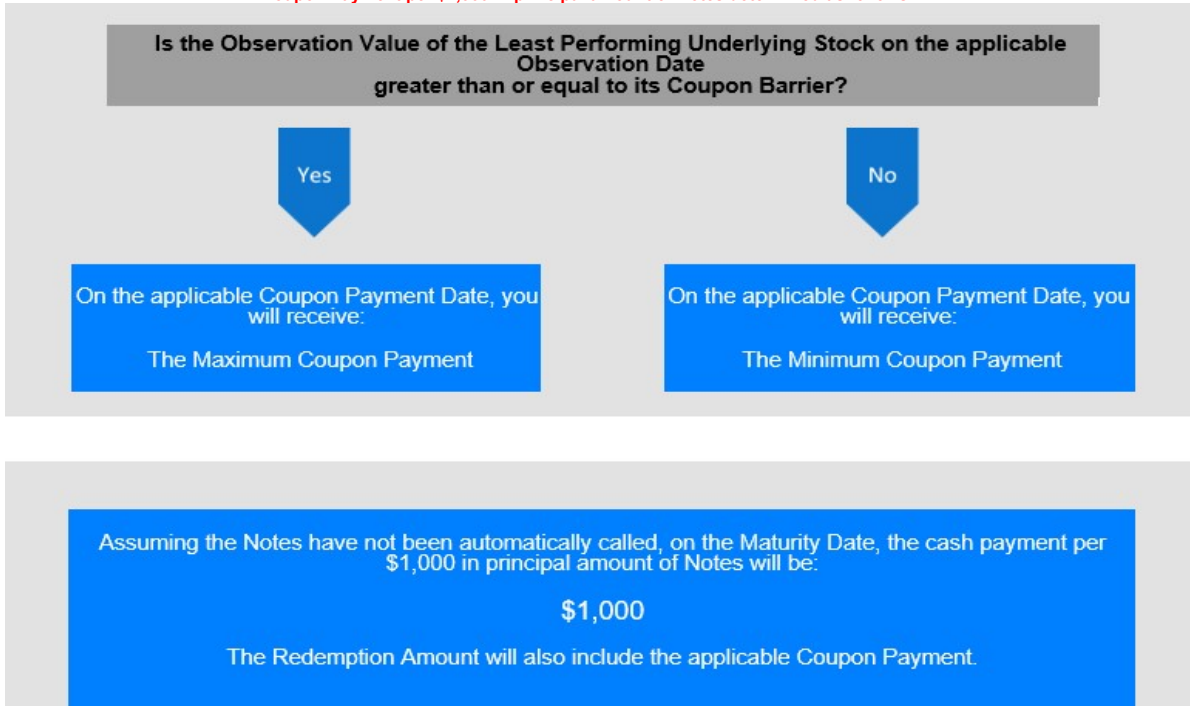 Is the Observation Value of the Least Performing Underlying Stock on the applicable
Observation Date
greater than or equal to its Coupon Barrier?
Yes
No
On the applicable Coupon Payment Date, you
will receive:
The Maximum Coupon Payment
On the applicable Coupon Payment Date, you
will receive:
The Minimum Coupon Payment
Assuming the Notes have not been automatically called, on the Maturity Date, the cash payment per
$1,000 in principal amount of Notes will be:
$1,000
The Redemption Amount will also include the applicable Coupon Payment.